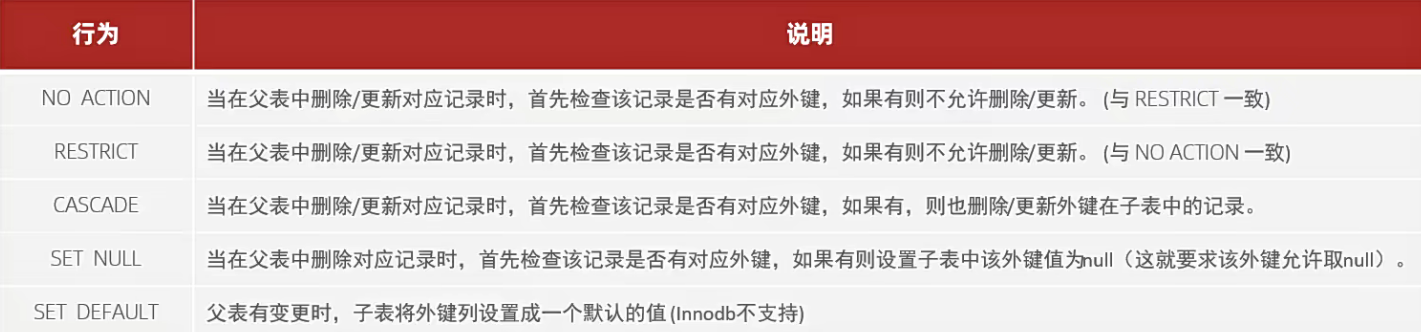 行为 说明
NO ACTION 当在父表中删除/更新对应记录时，首先检查该记录是否有对应外键，如果有则不允许删除/更新。 (与 RESTRICT 一致)
RESTRICT 当在父表中删除/更新对应记录时，首先检查该记录是否有对应外键，如果有则不允许删除/更新。 (与 NO ACTION 一致)
CASCADE 当在父表中删除/更新对应记录时，首先检查该记录是否有对应外键，如果有，则也删除/更新外键在子表中的记录。
SET NULL 当在父表中删除对应记录时，首先检查该记录是否有对应外键，如果有则设置子表中该外键值为null（这就要求该外键允许取null）。
SET DEFAULT 父表有变更时，子表将外键列设置成一个默认的值 (Innodb不支持)